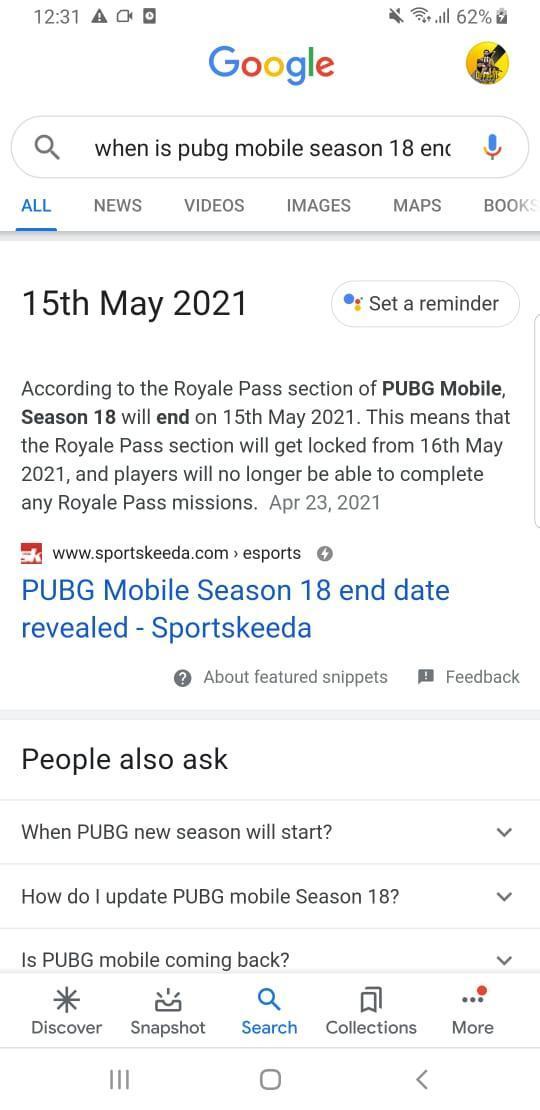 12:31 62%
Google
when is pubg mobile season 18 end
ALL NEWS VIDEOS IMAGES MAPS BOOKS
15th May 2021 Set a reminder
According to the Royale Pass section of PUBG Mobile,
Season 18 will end on 15th May 2021. This means that
the Royale Pass section will get locked from 16th May
2021, and players will no longer be able to complete
any Royale Pass missions. Apr 23, 2021
sk www.sportskeeda.com › esports
PUBG Mobile Season 18 end date
revealed - Sportskeeda
About featured snippets Feedback
People also ask
When PUBG new season will start?
How do I update PUBG mobile Season 18?
Is PUBG mobile coming back?
Discover Snapshot Search Collections More